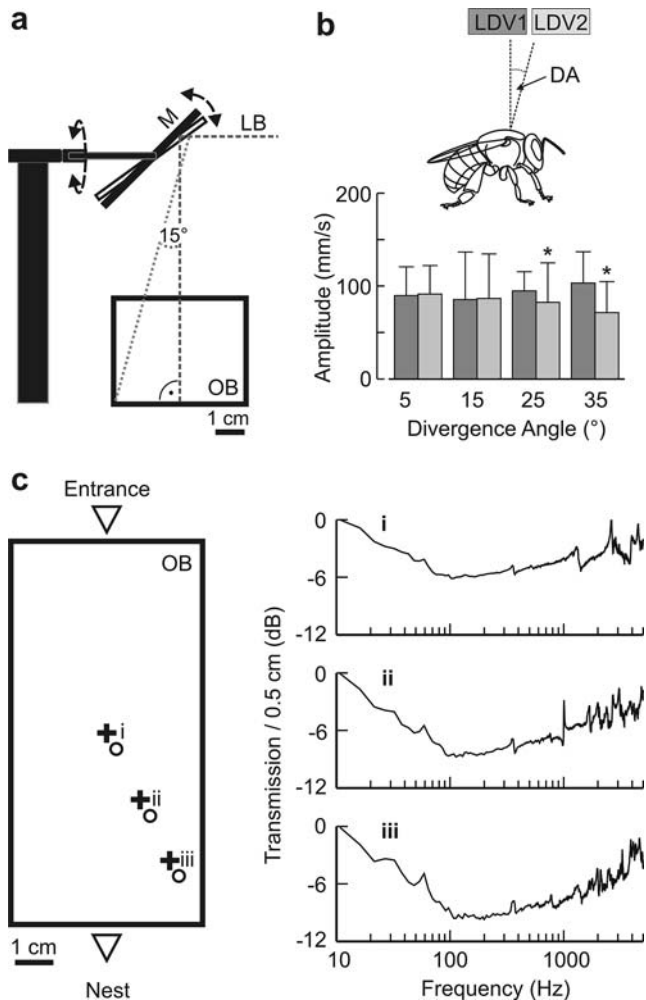 a
M
LB
15°
OB
1 cm
b
LDV1 LDV2
DA
Amplitude (mm/s)
200
100
0
* *
5 15 25 35
Divergence Angle (°)
c
Entrance
OB
i
ii
iii
1 cm
Nest
Transmission / 0.5 cm (dB)
i
0
-6
-12
ii
0
-6
-12
iii
0
-6
-12
10 100 1000
Frequency (Hz)